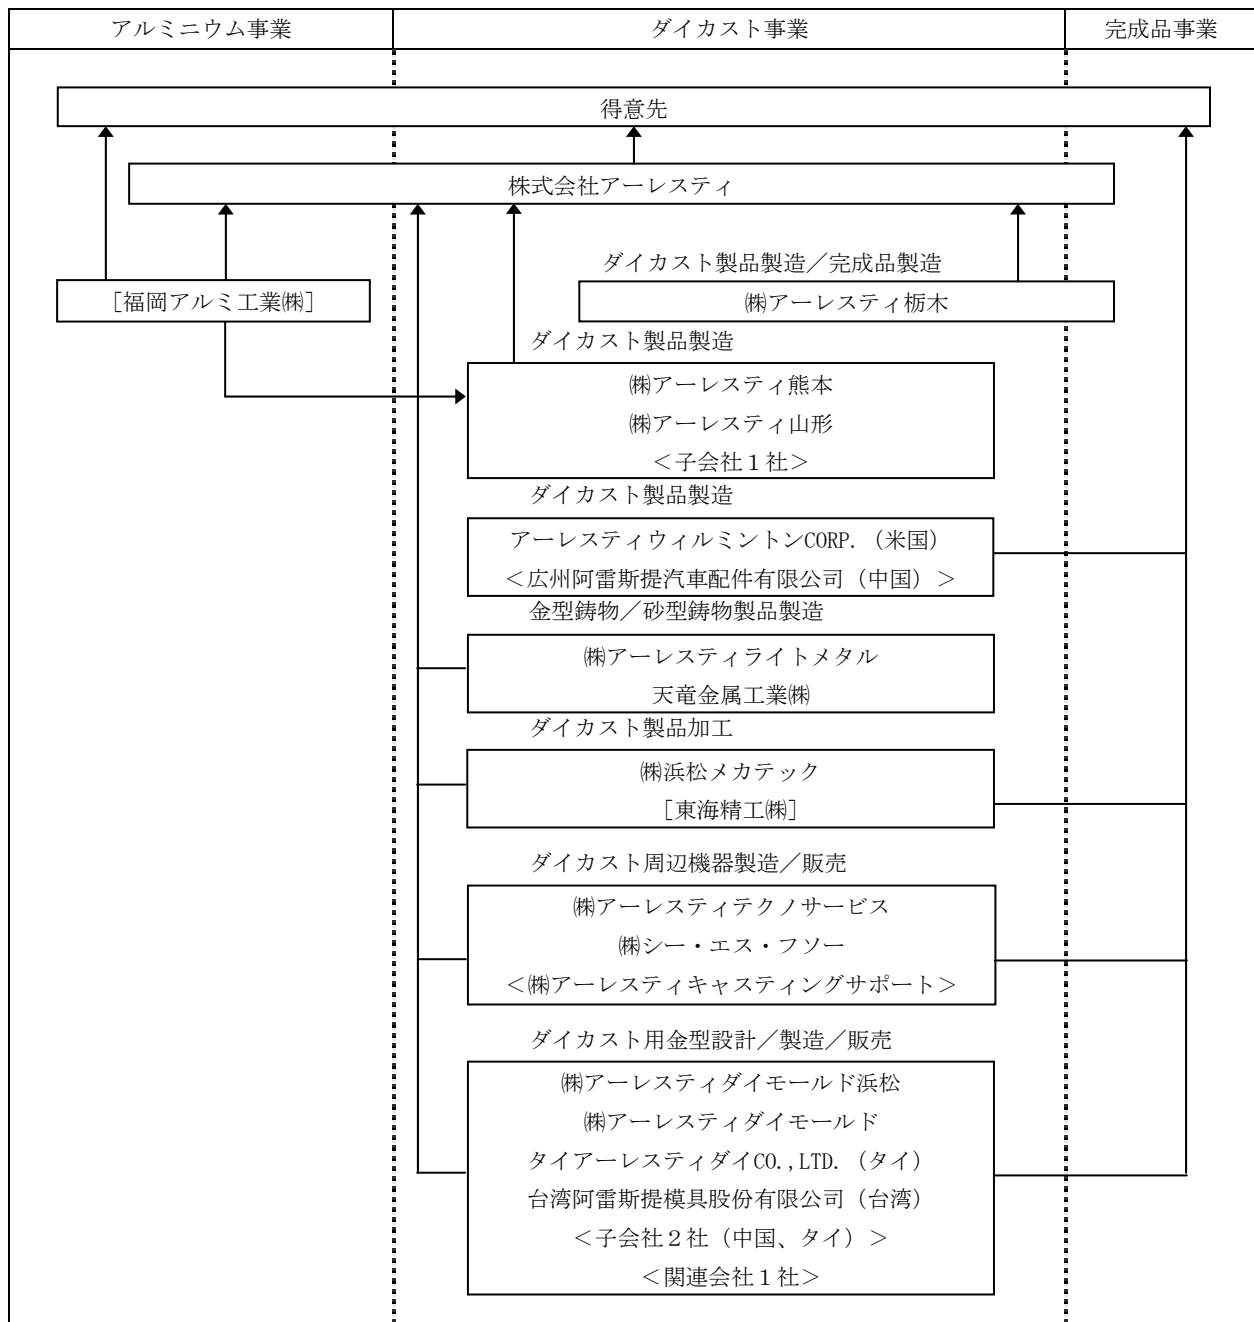 アルミニウム事業
ダイカスト事業
完成品事業
得意先
株式会社アーレスティ
ダイカスト製品製造／完成品製造
［福岡アルミ工業㈱］
㈱アーレスティ栃木
ダイカスト製品製造
㈱アーレスティ熊本
㈱アーレスティ山形
＜子会社１社＞
ダイカスト製品製造
アーレスティウィルミントンCORP.（米国）
＜広州阿雷斯提汽車配件有限公司（中国）＞
金型鋳物／砂型鋳物製品製造
㈱アーレスティライトメタル
天竜金属工業㈱
ダイカスト製品加工
㈱浜松メカテック
［東海精工㈱］
ダイカスト周辺機器製造／販売
㈱アーレスティテクノサービス
㈱シー・エス・フソー
＜㈱アーレスティキャスティングサポート＞
ダイカスト用金型設計／製造／販売
㈱アーレスティダイモールド浜松
㈱アーレスティダイモールド
タイアーレスティダイCO.,LTD.（タイ）
台湾阿雷斯提模具股份有限公司（台湾）
＜子会社２社（中国、タイ）＞
＜関連会社１社＞